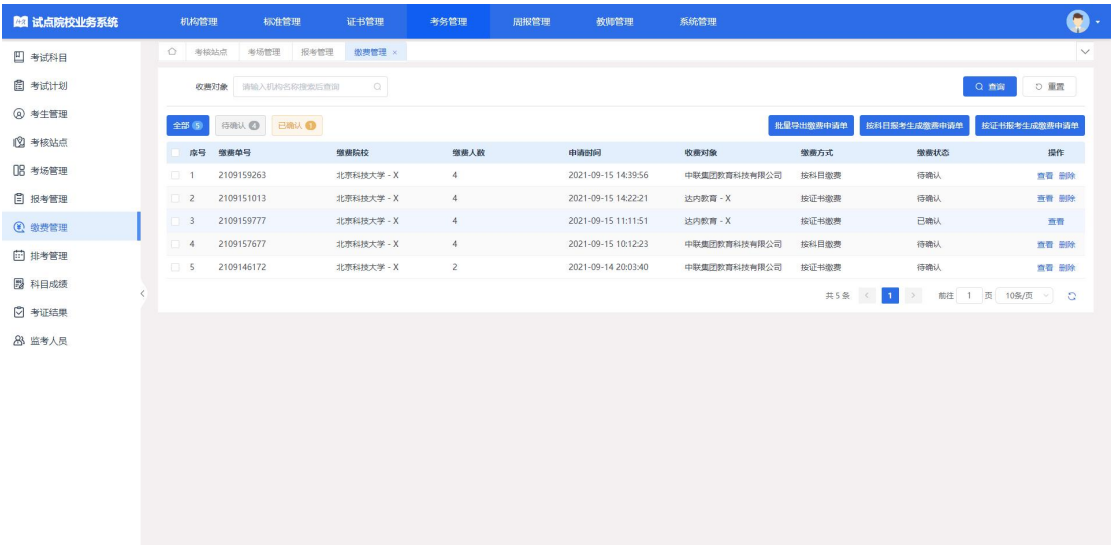 试点院校业务系统 机构管理 标准管理 证书管理 考务管理 周报管理 教师管理 系统管理
考试科目
考试计划
考生管理
考核站点
考场管理
报考管理
缴费管理
排考管理
科目成绩
考证结果
监考人员
考核站点 考场管理 报考管理 缴费管理 ×
收费对象 请输入机构名称搜索后查询 查询 重置
全部 5 待确认 4 已确认 1 批量导出缴费申请单 按科目报考生成缴费申请单 按证书报考生成缴费申请单
序号 缴费单号 缴费院校 缴费人数 申请时间 收费对象 缴费方式 缴费状态 操作
1 2109159263 北京科技大学 - X 4 2021-09-15 14:39:56 中联集团教育科技有限公司 按科目缴费 待确认 查看 删除
2 2109151013 北京科技大学 - X 4 2021-09-15 14:22:21 达内教育 - X 按证书缴费 待确认 查看 删除
3 2109159777 北京科技大学 - X 4 2021-09-15 11:11:51 达内教育 - X 按证书缴费 已确认 查看
4 2109157677 北京科技大学 - X 4 2021-09-15 10:12:23 中联集团教育科技有限公司 按科目缴费 待确认 查看 删除
5 2109146172 北京科技大学 - X 2 2021-09-14 20:03:40 中联集团教育科技有限公司 按证书缴费 待确认 查看 删除
共 5 条 < 1 > 前往 1 页 10条/页